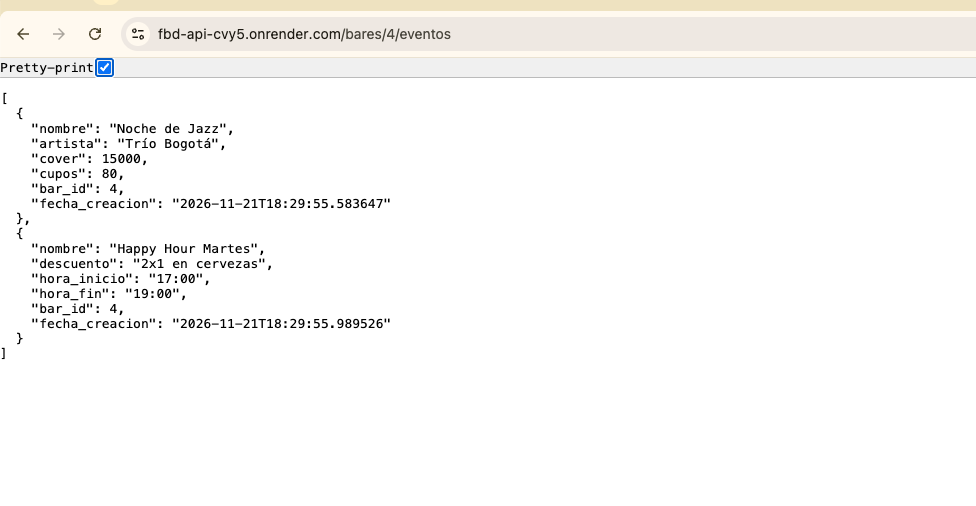 fbd-api-cvy5.onrender.com/bares/4/eventos
Pretty-print
[
  {
    "nombre": "Noche de Jazz",
    "artista": "Trío Bogotá",
    "cover": 15000,
    "cupos": 80,
    "bar_id": 4,
    "fecha_creacion": "2026-11-21T18:29:55.583647"
  },
  {
    "nombre": "Happy Hour Martes",
    "descuento": "2x1 en cervezas",
    "hora_inicio": "17:00",
    "hora_fin": "19:00",
    "bar_id": 4,
    "fecha_creacion": "2026-11-21T18:29:55.989526"
  }
]